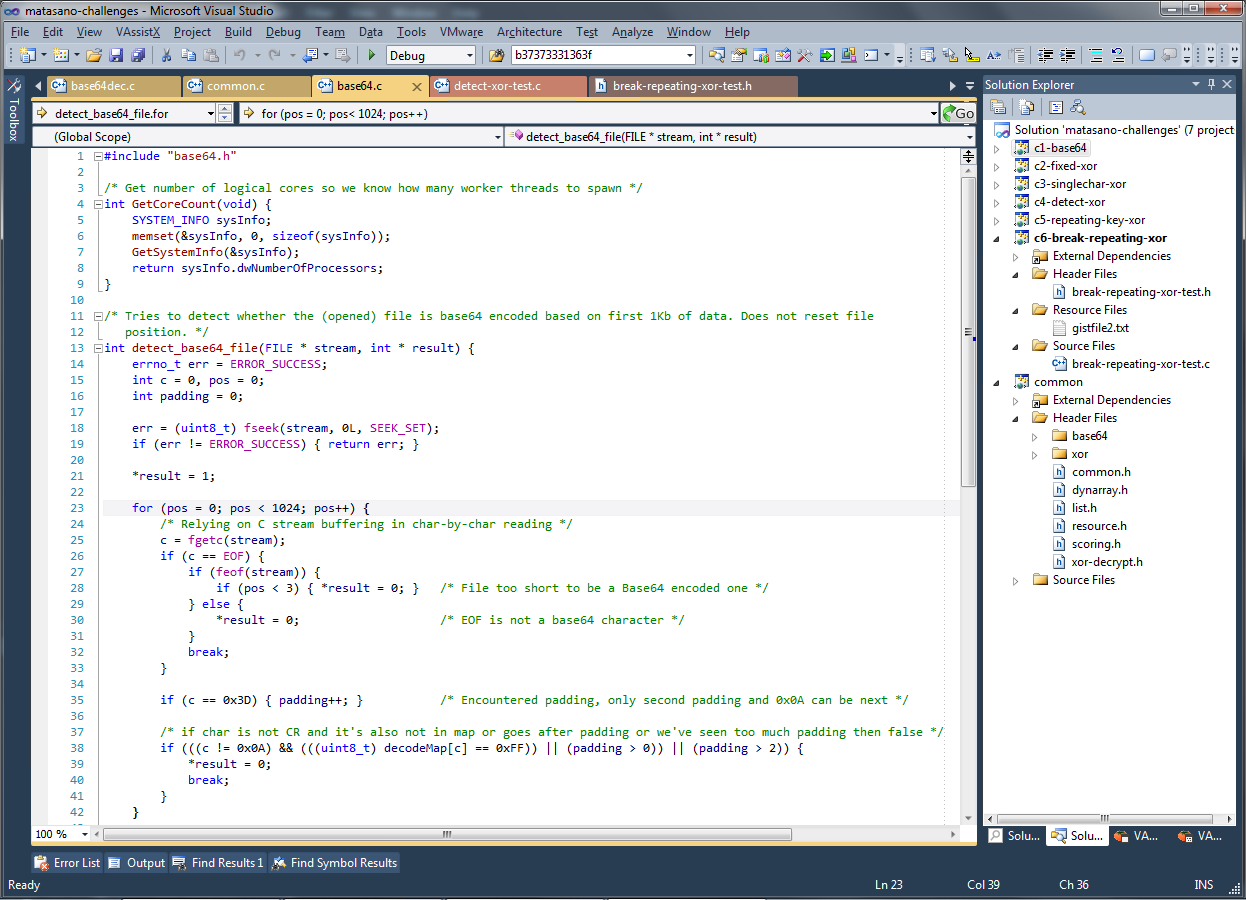 matasano-challenges - Microsoft Visual Studio
File Edit View VAssistX Project Build Debug Team Data Tools VMware Architecture Test Analyze Window Help
Debug b37373331363f
base64dec.c common.c base64.c detect-xor-test.c break-repeating-xor-test.h
detect_base64_file.for for (pos = 0; pos< 1024; pos++) Go
(Global Scope) detect_base64_file(FILE * stream, int * result)
Toolbox
1 #include "base64.h"
2
3 /* Get number of logical cores so we know how many worker threads to spawn */
4 int GetCoreCount(void) {
5 SYSTEM_INFO sysInfo;
6 memset(&sysInfo, 0, sizeof(sysInfo));
7 GetSystemInfo(&sysInfo);
8 return sysInfo.dwNumberOfProcessors;
9 }
10
11 /* Tries to detect whether the (opened) file is base64 encoded based on first 1Kb of data. Does not reset file
12 position. */
13 int detect_base64_file(FILE * stream, int * result) {
14 errno_t err = ERROR_SUCCESS;
15 int c = 0, pos = 0;
16 int padding = 0;
17
18 err = (uint8_t) fseek(stream, 0L, SEEK_SET);
19 if (err != ERROR_SUCCESS) { return err; }
20
21 *result = 1;
22
23 for (pos = 0; pos < 1024; pos++) {
24 /* Relying on C stream buffering in char-by-char reading */
25 c = fgetc(stream);
26 if (c == EOF) {
27 if (feof(stream)) {
28 if (pos < 3) { *result = 0; } /* File too short to be a Base64 encoded one */
29 } else {
30 *result = 0; /* EOF is not a base64 character */
31 }
32 break;
33 }
34
35 if (c == 0x3D) { padding++; } /* Encountered padding, only second padding and 0x0A can be next */
36
37 /* if char is not CR and it's also not in map or goes after padding or we've seen too much padding then false */
38 if (((c != 0x0A) && (((uint8_t) decodeMap[c] == 0xFF)) || (padding > 0)) || (padding > 2)) {
39 *result = 0;
40 break;
41 }
42 }
100 %
Solution Explorer
Solution 'matasano-challenges' (7 project
c1-base64
c2-fixed-xor
c3-singlechar-xor
c4-detect-xor
c5-repeating-key-xor
c6-break-repeating-xor
External Dependencies
Header Files
break-repeating-xor-test.h
Resource Files
gistfile2.txt
Source Files
break-repeating-xor-test.c
common
External Dependencies
Header Files
base64
xor
common.h
dynarray.h
list.h
resource.h
scoring.h
xor-decrypt.h
Source Files
Solu... Solu... VA... VA...
Error List Output Find Results 1 Find Symbol Results
Ready Ln 23 Col 39 Ch 36 INS